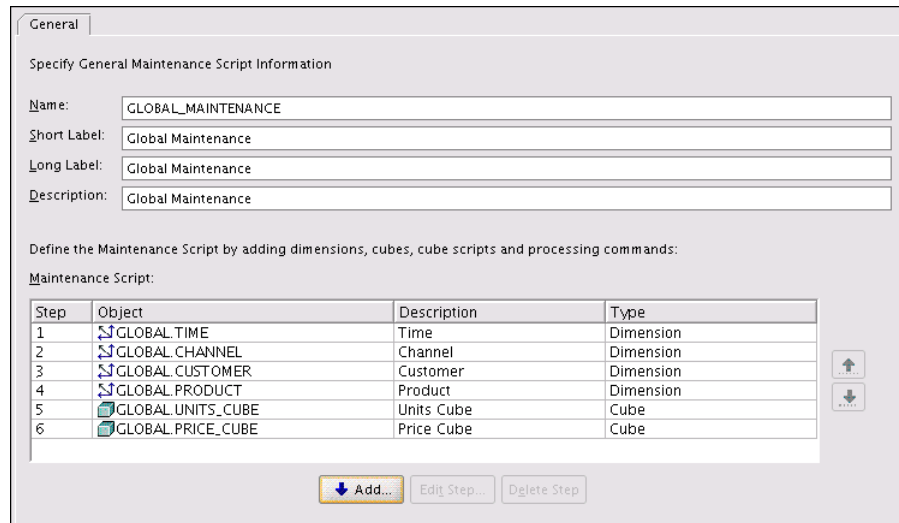 General
Specify General Maintenance Script Information
Name: GLOBAL_MAINTENANCE
Short Label: Global Maintenance
Long Label: Global Maintenance
Description: Global Maintenance
Define the Maintenance Script by adding dimensions, cubes, cube scripts and processing commands:
Maintenance Script:
Step Object Description Type
1 GLOBAL.TIME Time Dimension
2 GLOBAL.CHANNEL Channel Dimension
3 GLOBAL.CUSTOMER Customer Dimension
4 GLOBAL.PRODUCT Product Dimension
5 GLOBAL.UNITS_CUBE Units Cube Cube
6 GLOBAL.PRICE_CUBE Price Cube Cube
Add... Edit Step... Delete Step